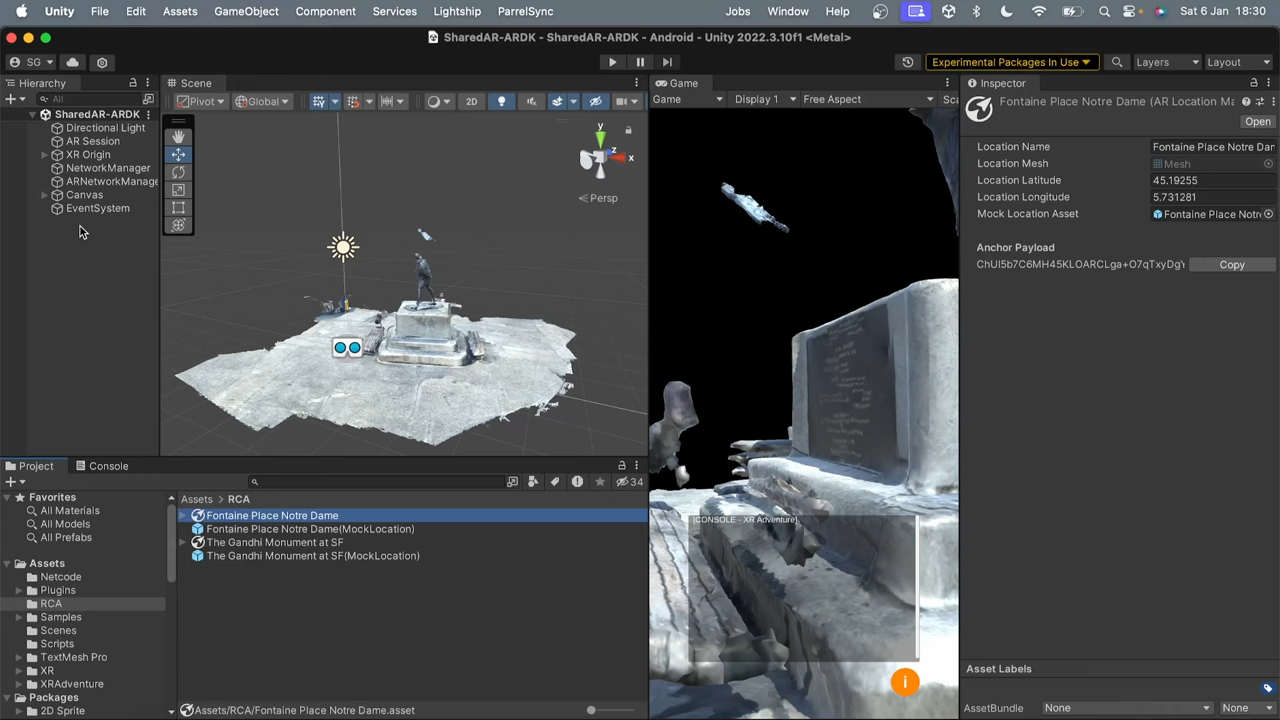 Unity File Edit Assets GameObject Component Services Lightship ParrelSync Jobs Window Help Sat 6 Jan 18:30
SharedAR-ARDK - SharedAR-ARDK - Android - Unity 2022.3.10f1 <Metal>
SG Experimental Packages In Use Layers Layout
Hierarchy Scene Game Inspector
All Pivot Global 2D Game Display 1 Free Aspect Sca Fontaine Place Notre Dame (AR Location Ma
Open
SharedAR-ARDK
Directional Light
AR Session
XR Origin
NetworkManager
ARNetworkManage
Canvas
EventSystem
y
z
x
Persp
Location Name Fontaine Place Notre Dan
Location Mesh Mesh
Location Latitude 45.19255
Location Longitude 5.731281
Mock Location Asset Fontaine Place Notr
Anchor Payload
Copy
[CONSOLE - XR Adventure]
i
Project Console
34
Favorites
All Materials
All Models
All Prefabs
Assets
Netcode
Plugins
RCA
Samples
Scenes
Scripts
TextMesh Pro
XR
XRAdventure
Packages
2D Sprite
Assets > RCA
Fontaine Place Notre Dame
Fontaine Place Notre Dame(MockLocation)
The Gandhi Monument at SF
The Gandhi Monument at SF(MockLocation)
Assets/RCA/Fontaine Place Notre Dame.asset
Asset Labels
AssetBundle None None